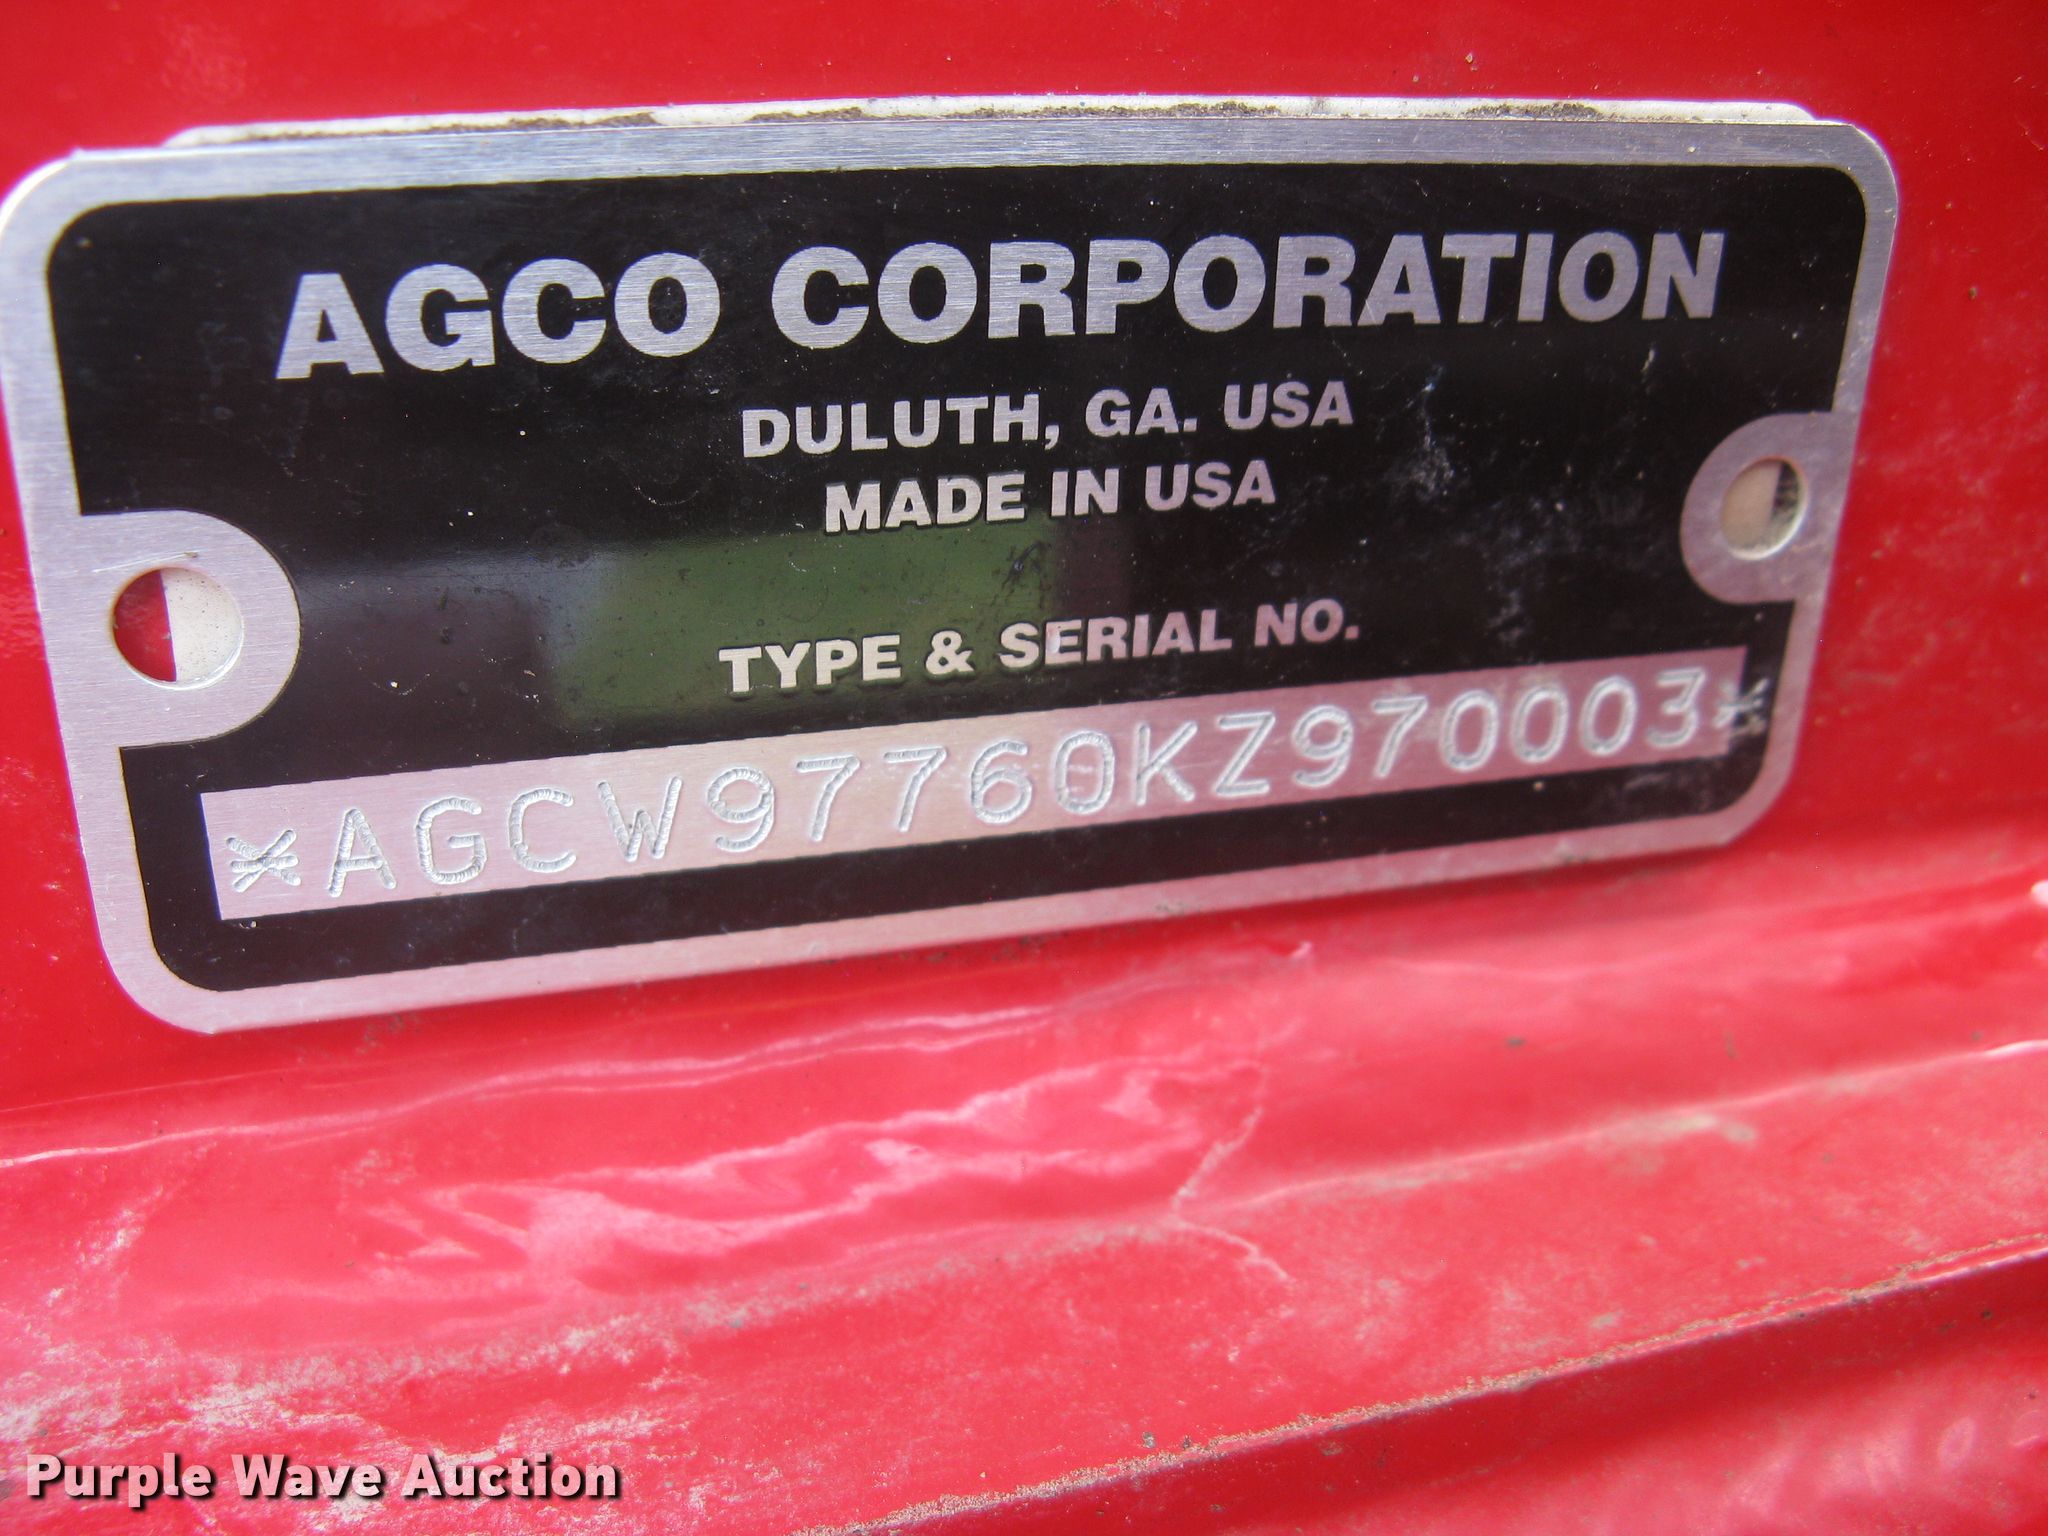 AGCO CORPORATION
DULUTH, GA. USA
MADE IN USA
TYPE & SERIAL NO.
*AGCW97760KZ970003*
Purple Wave Auction